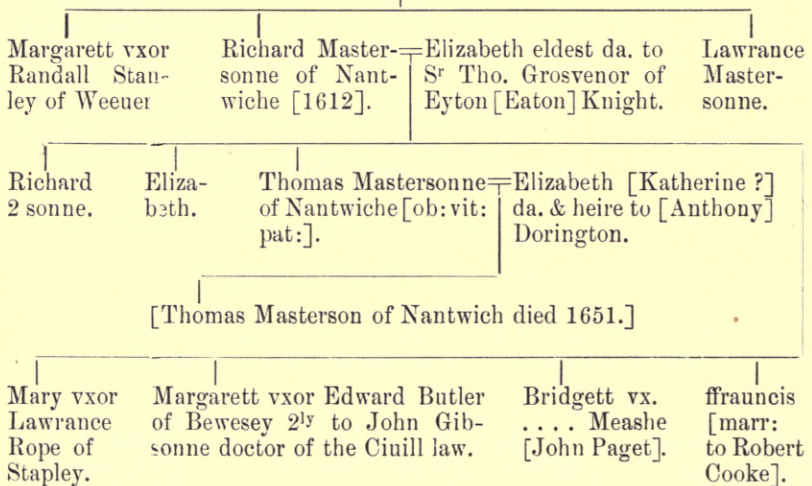 Margarett vxor
Randall Stan-
ley of Weeuer
Richard Master-
sonne of Nant-
wiche [1612].
Elizabeth eldest da. to
Sr Tho. Grosvenor of
Eyton [Eaton] Knight.
Lawrance
Master-
sonne.
Richard
2 sonne.
Eliza-
beth.
Thomas Mastersonne
of Nantwiche [ob: vit:
pat:].
Elizabeth [Katherine ?]
da. & heire to [Anthony]
Dorington.
[Thomas Masterson of Nantwich died 1651.]
Mary vxor
Lawrance
Rope of
Stapley.
Margarett vxor Edward Butler
of Bewesey 2ly to John Gib-
sonne doctor of the Ciuill law.
Bridgett vx.
.... Meashe
[John Paget].
ffrauncis
[marr:
to Robert
Cooke].